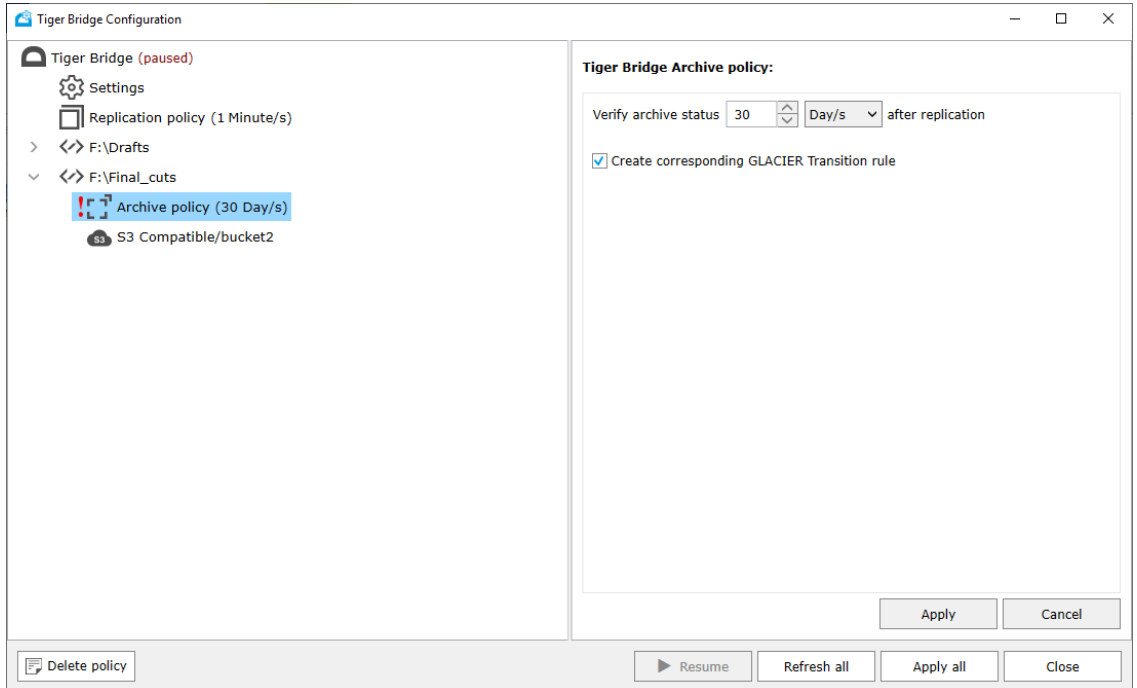 Tiger Bridge Configuration
Tiger Bridge (paused)
Settings
Replication policy (1 Minute/s)
F:\Drafts
F:\Final_cuts
! Archive policy (30 Day/s)
S3 S3 Compatible/bucket2
Tiger Bridge Archive policy:
Verify archive status 30 Day/s after replication
Create corresponding GLACIER Transition rule
Apply Cancel
Delete policy Resume Refresh all Apply all Close